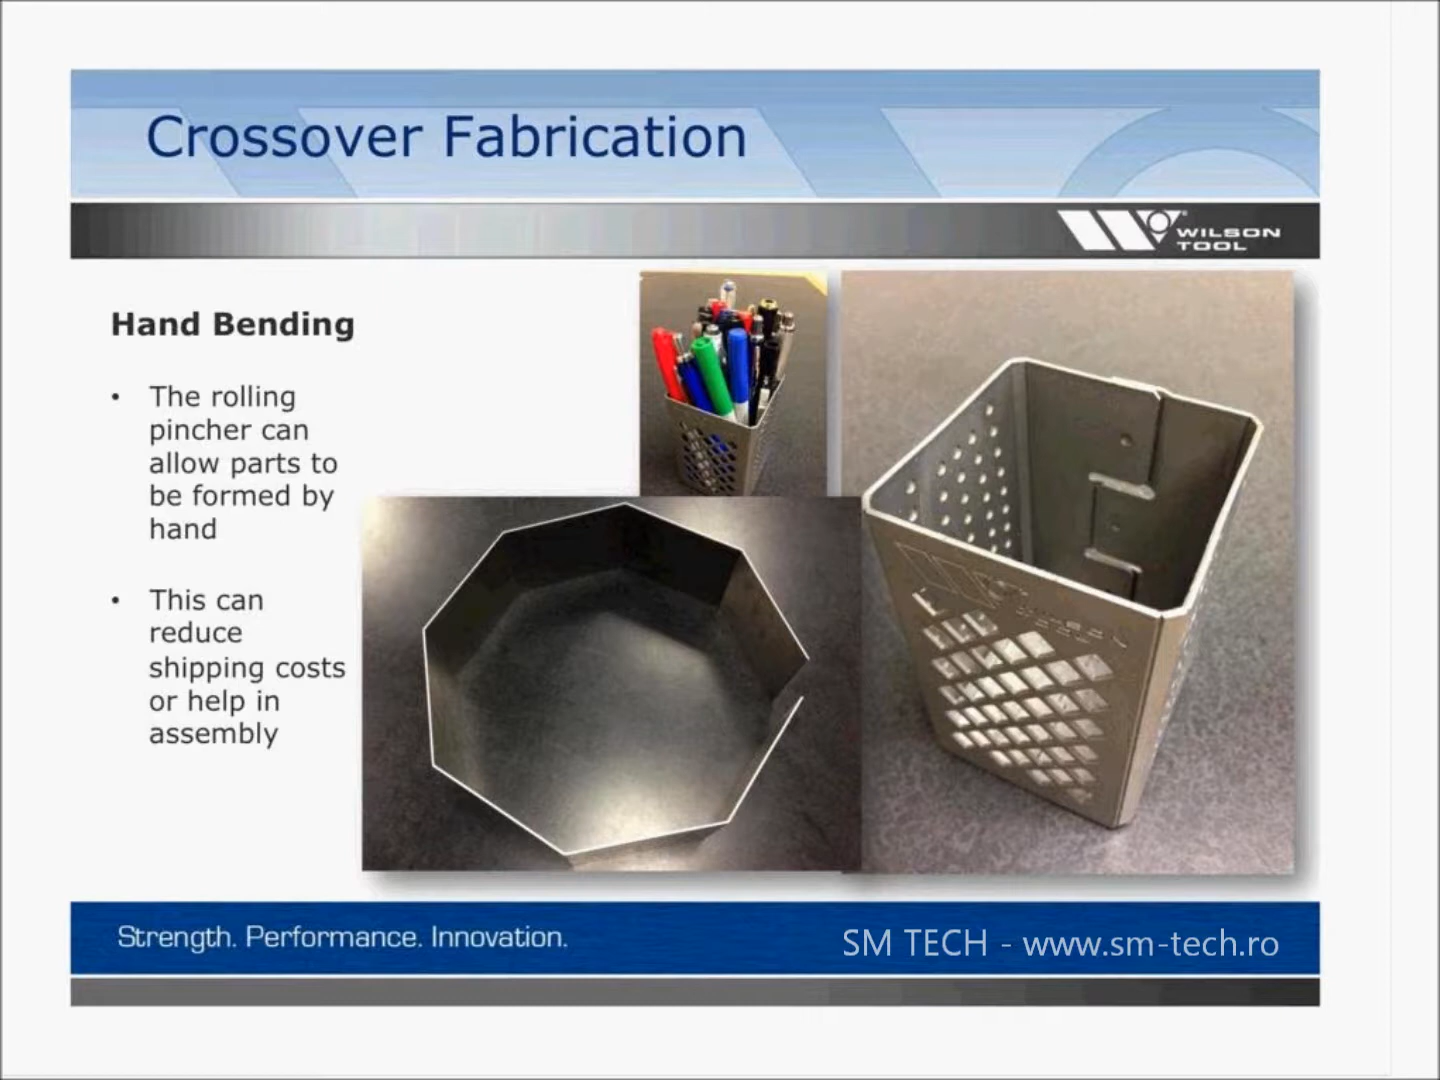 Crossover Fabrication
WILSON
TOOL
Hand Bending
• The rolling
pincher can
allow parts to
be formed by
hand
• This can
reduce
shipping costs
or help in
assembly
Strength. Performance. Innovation.
SM TECH - www.sm-tech.ro